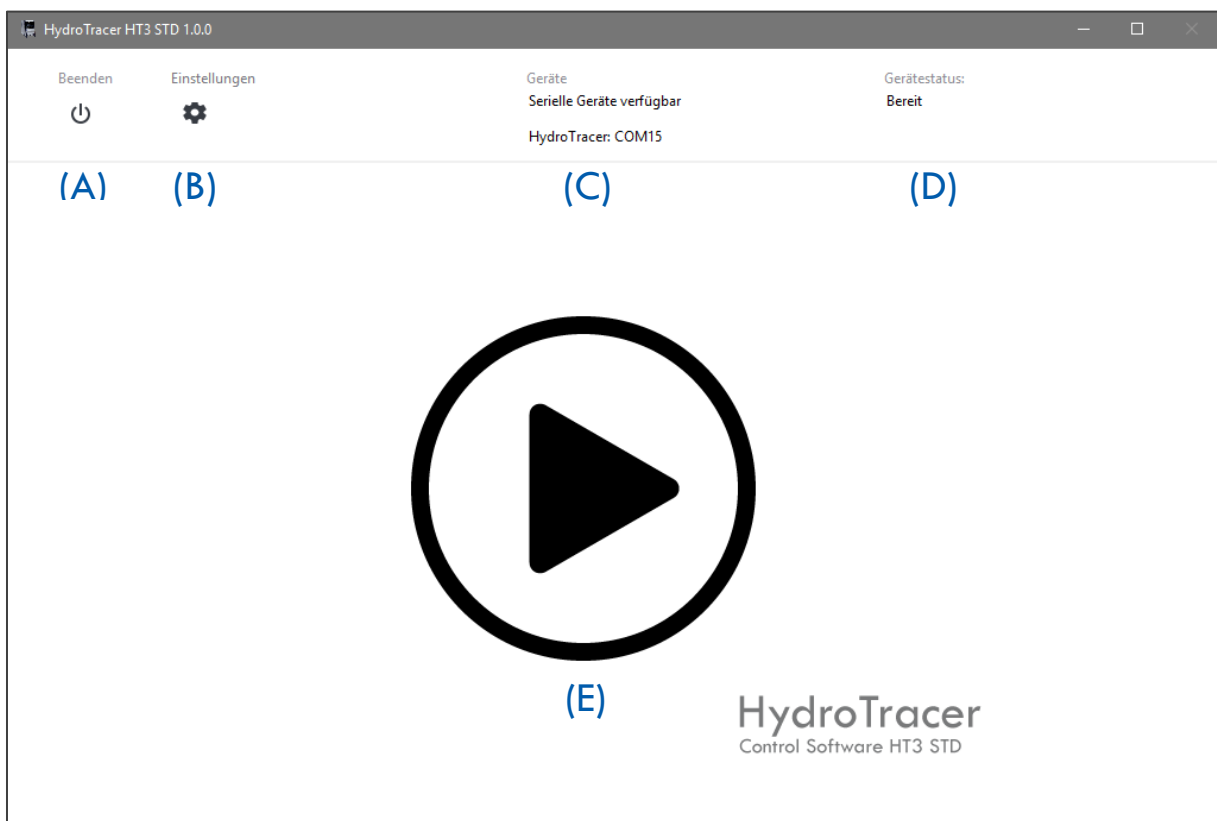 HydroTracer HT3 STD 1.0.0
Beenden
Einstellungen
Geräte
Serielle Geräte verfügbar
HydroTracer: COM15
Gerätestatus:
Bereit
(A)
(B)
(C)
(D)
(E)
HydroTracer
Control Software HT3 STD